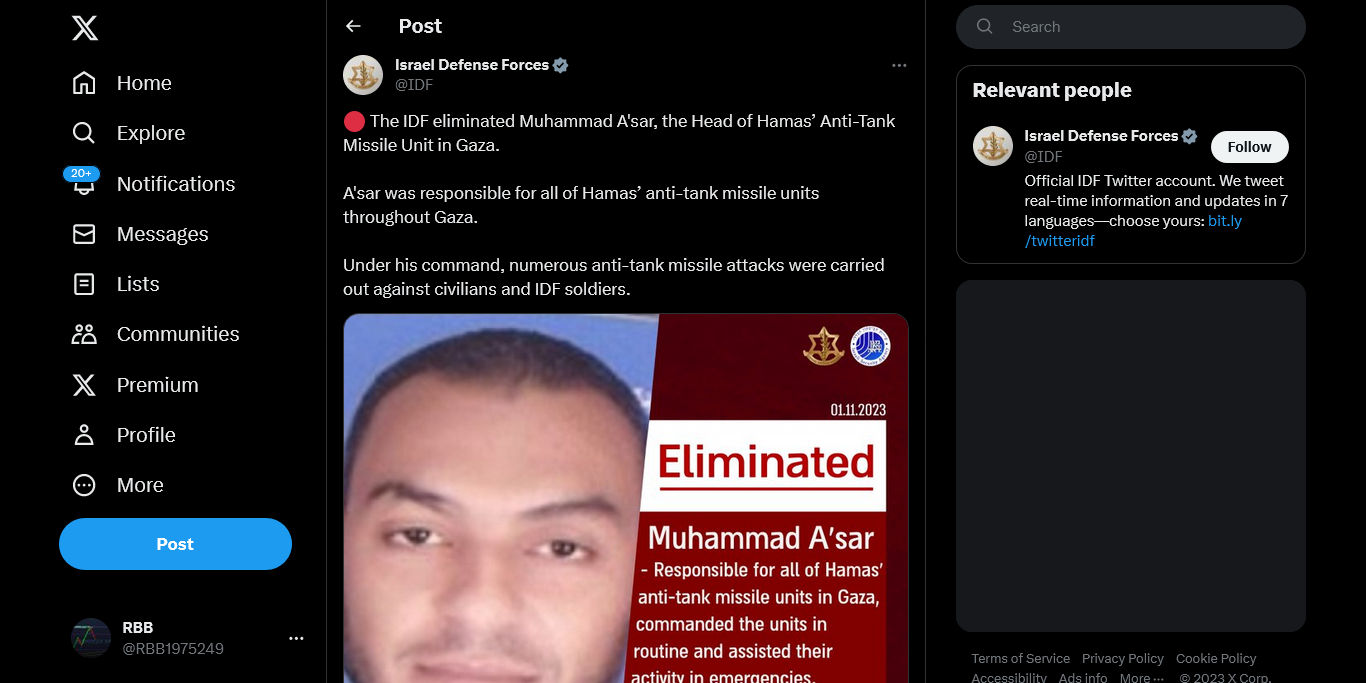 Home
Explore
20+
Notifications
Messages
Lists
Communities
Premium
Profile
More
Post
RBB
@RBB1975249
Post
Israel Defense Forces
@IDF
The IDF eliminated Muhammad A'sar, the Head of Hamas’ Anti-Tank
Missile Unit in Gaza.
A'sar was responsible for all of Hamas’ anti-tank missile units
throughout Gaza.
Under his command, numerous anti-tank missile attacks were carried
out against civilians and IDF soldiers.
01.11.2023
Eliminated
Muhammad A'sar
- Responsible for all of Hamas'
anti-tank missile units in Gaza,
commanded the units in
routine and assisted their
activity in emergencies.
Search
Relevant people
Israel Defense Forces
@IDF
Follow
Official IDF Twitter account. We tweet
real-time information and updates in 7
languages—choose yours: bit.ly
/twitteridf
Terms of Service Privacy Policy Cookie Policy
Accessibility Ads info More ··· © 2023 X Corp.